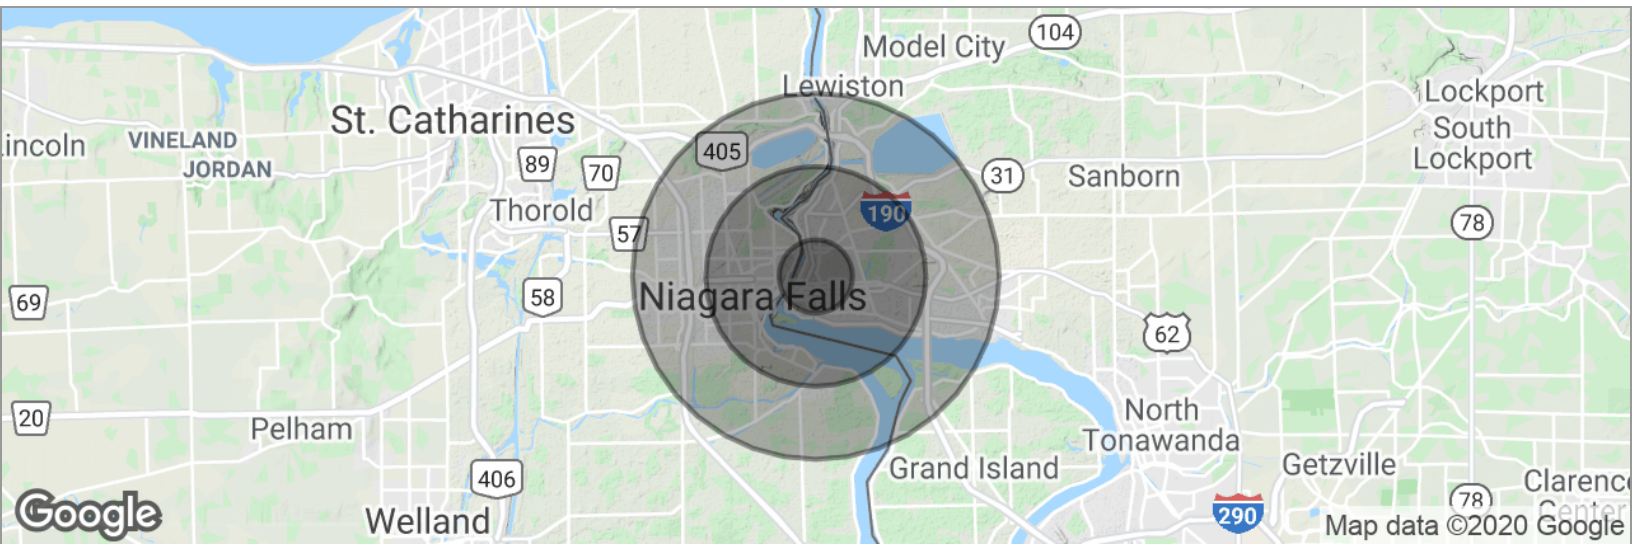 104
Model City
Lewiston
Lockport
St. Catharines
South
Lockport
Lincoln
VINELAND
405
JORDAN
89
70
31
Sanborn
Thorold
190
78
57
69
58
Niagara Falls
62
20
Pelham
North
Tonawanda
Grand Island
Getzville
406
Clarence
Center
78
Google
Welland
290
Map data ©2020 Google